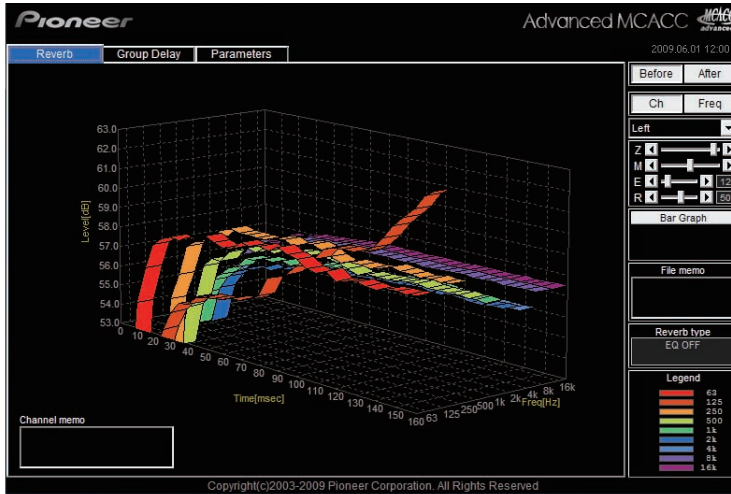 Pioneer
Advanced MCACC
MCACC
advanced
2009.06.01 12:00
Reverb Group Delay Parameters
Before After
Ch Freq
Left
Z
M
E 12
R 50
Bar Graph
File memo
Reverb type
EQ OFF
Legend
63
125
250
500
1k
2k
4k
8k
16k
63.0
62.0
61.0
60.0
59.0
58.0
57.0
56.0
55.0
54.0
53.0
Level[dB]
0 10 20 30 40 50 60 70 80 90 100 110 120 130 140 150 160
Time[msec]
63 125 250 500 1k 2k 4k 8k 16k
Freq[Hz]
Channel memo
Copyright(c)2003-2009 Pioneer Corporation. All Rights Reserved